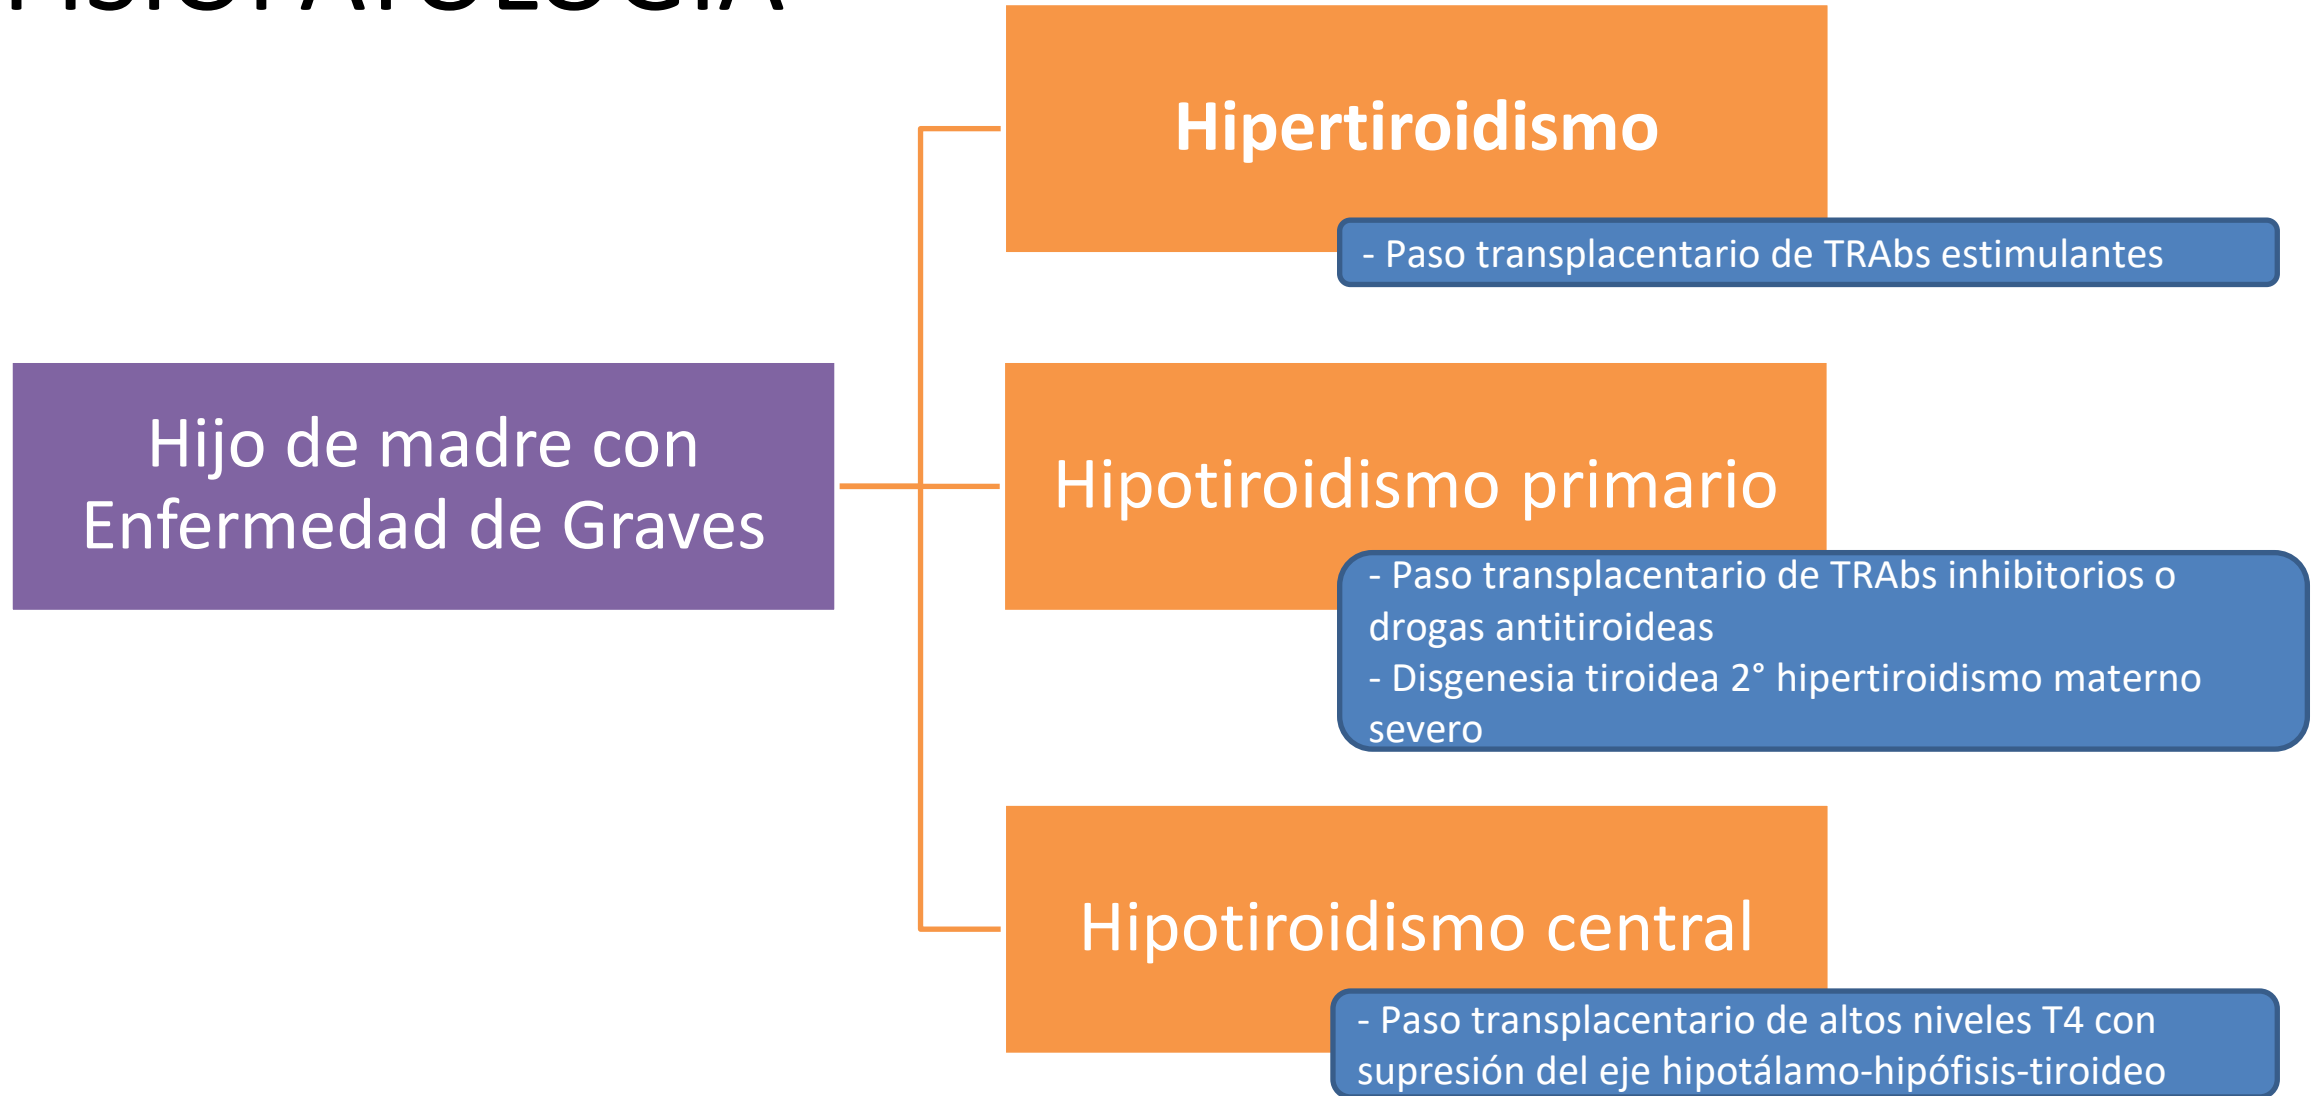 FISIOPATOLOGÍA
Hipertiroidismo
- Paso transplacentario de TRAbs estimulantes
Hijo de madre con
Enfermedad de Graves
Hipotiroidismo primario
- Paso transplacentario de TRAbs inhibitorios o
drogas antitiroideas
- Disgenesia tiroidea 2° hipertiroidismo materno
severo
Hipotiroidismo central
- Paso transplacentario de altos niveles T4 con
supresión del eje hipotálamo-hipófisis-tiroideo